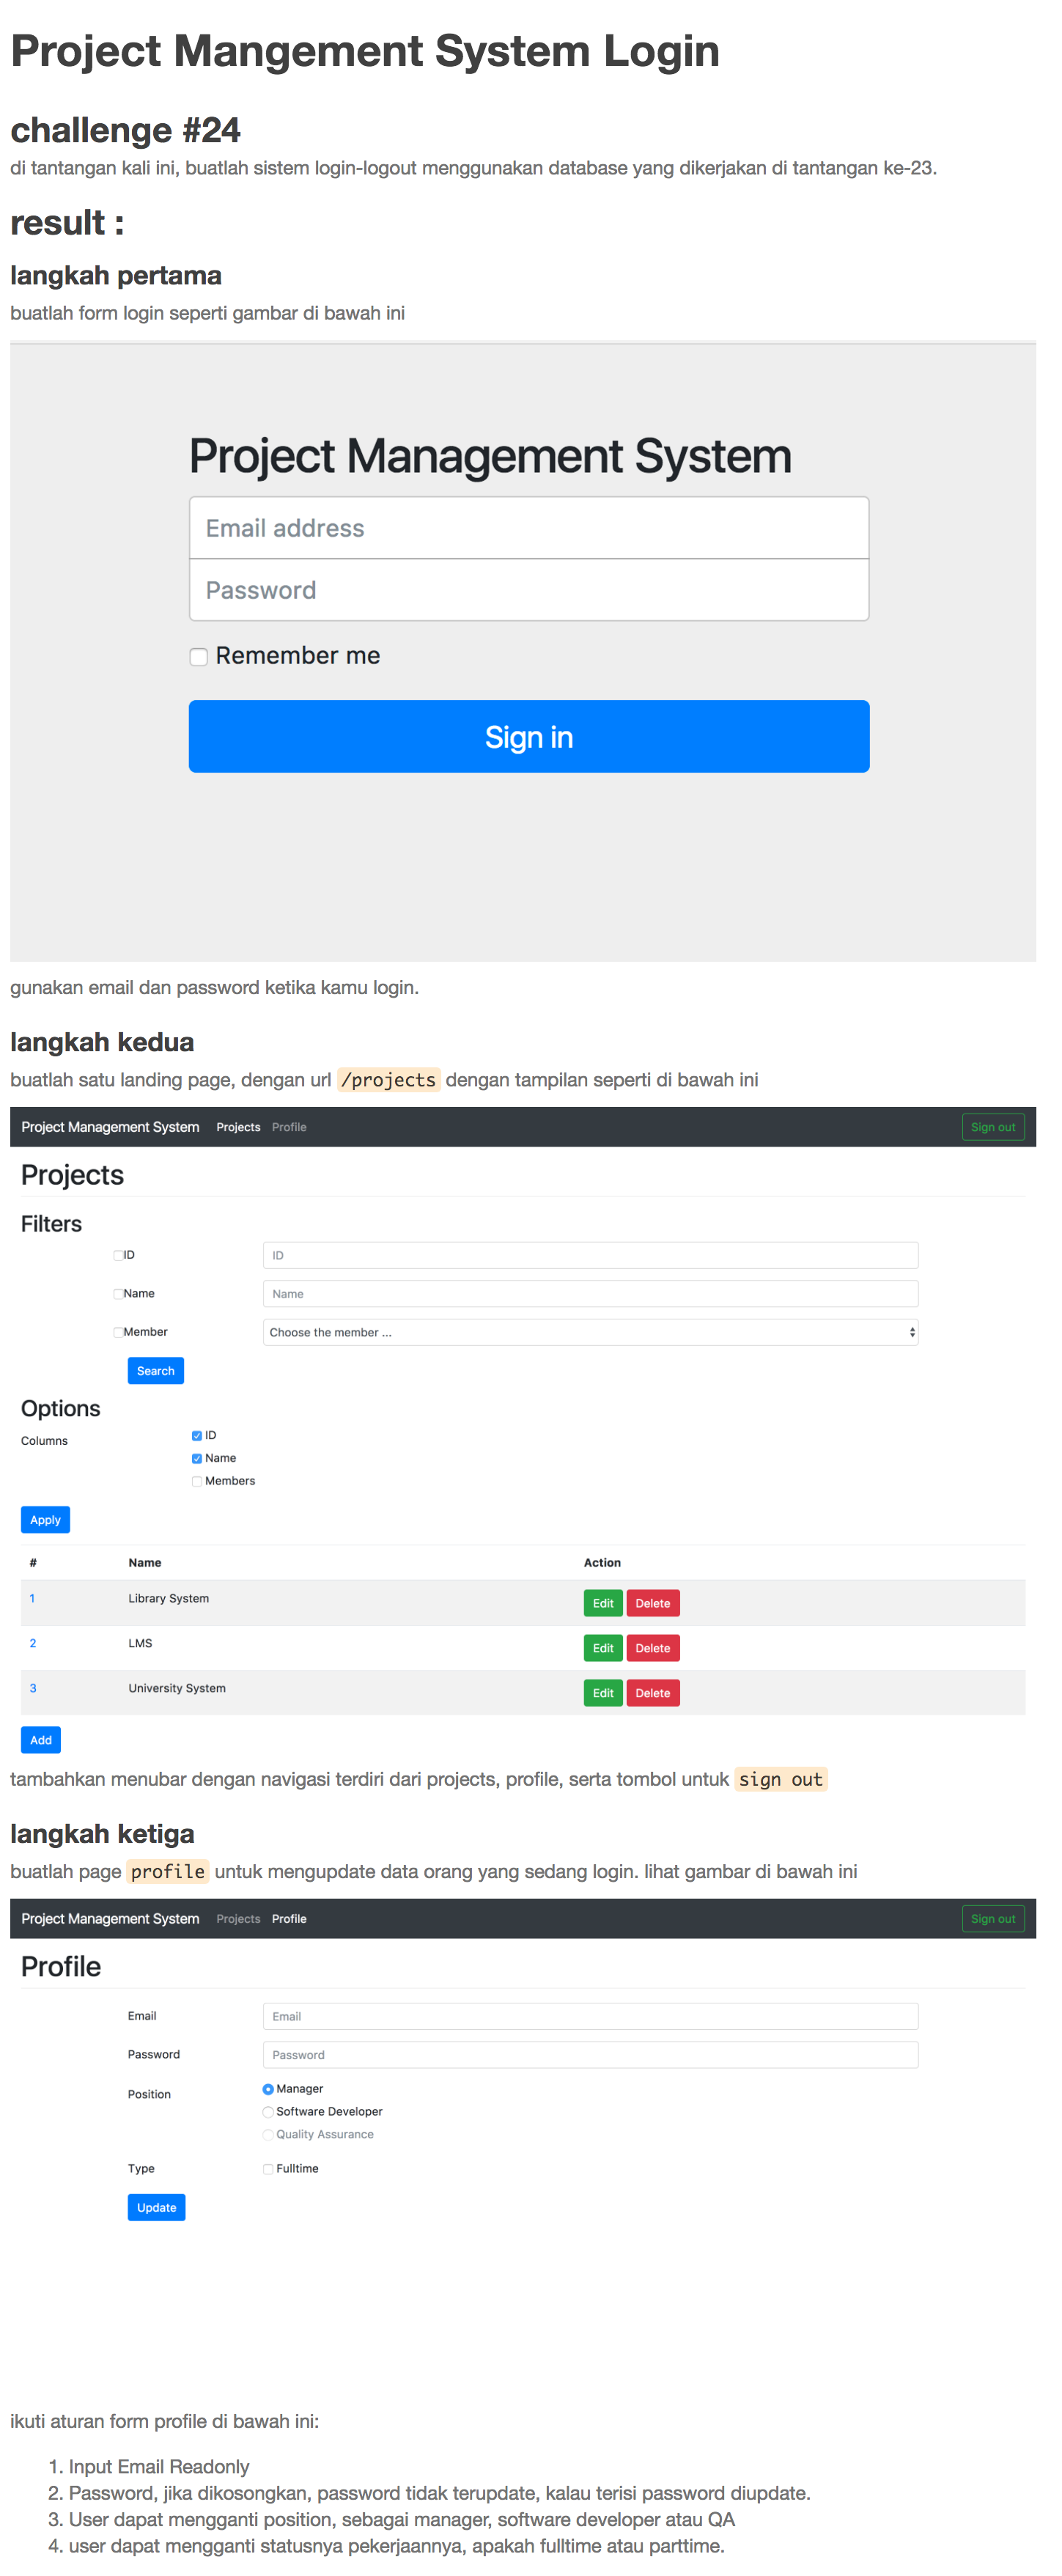 Project Mangement System Login
challenge #24
di tantangan kali ini, buatlah sistem login-logout menggunakan database yang dikerjakan di tantangan ke-23.
result :
langkah pertama
buatlah form login seperti gambar di bawah ini
Project Management System
Email address
Password
Remember me
Sign in
gunakan email dan password ketika kamu login.
langkah kedua
buatlah satu landing page, dengan url /projects dengan tampilan seperti di bawah ini
Project Management System Projects Profile Sign out
Projects
Filters
ID ID
Name Name
Member Choose the member ...
Search
Options
Columns ID
Name
Members
Apply
# Name Action
1 Library System Edit Delete
2 LMS Edit Delete
3 University System Edit Delete
Add
tambahkan menubar dengan navigasi terdiri dari projects, profile, serta tombol untuk sign out
langkah ketiga
buatlah page profile untuk mengupdate data orang yang sedang login. lihat gambar di bawah ini
Project Management System Projects Profile Sign out
Profile
Email Email
Password Password
Position Manager
Software Developer
Quality Assurance
Type Fulltime
Update
ikuti aturan form profile di bawah ini:
1. Input Email Readonly
2. Password, jika dikosongkan, password tidak terupdate, kalau terisi password diupdate.
3. User dapat mengganti position, sebagai manager, software developer atau QA
4. user dapat mengganti statusnya pekerjaannya, apakah fulltime atau parttime.